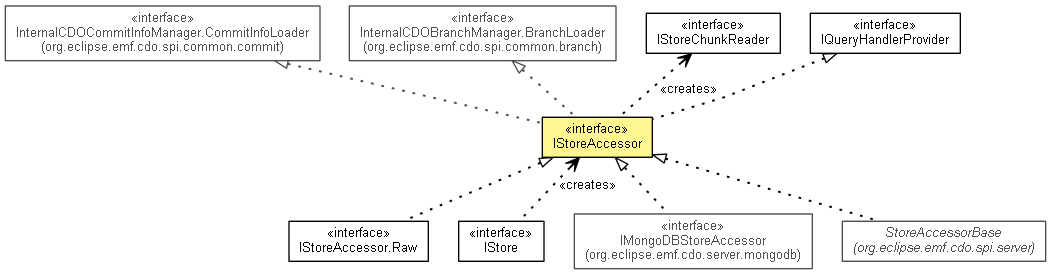 «interface»
InternalCDOCommitInfoManager.CommitInfoLoader
(org.eclipse.emf.cdo.spi.common.commit)
«interface»
InternalCDOBranchManager.BranchLoader
(org.eclipse.emf.cdo.spi.common.branch)
«interface»
IStoreChunkReader
«interface»
IQueryHandlerProvider
«creates»
«interface»
IStoreAccessor
«creates»
«interface»
IStoreAccessor.Raw
«interface»
IStore
«interface»
IMongoDBStoreAccessor
(org.eclipse.emf.cdo.server.mongodb)
StoreAccessorBase
(org.eclipse.emf.cdo.spi.server)